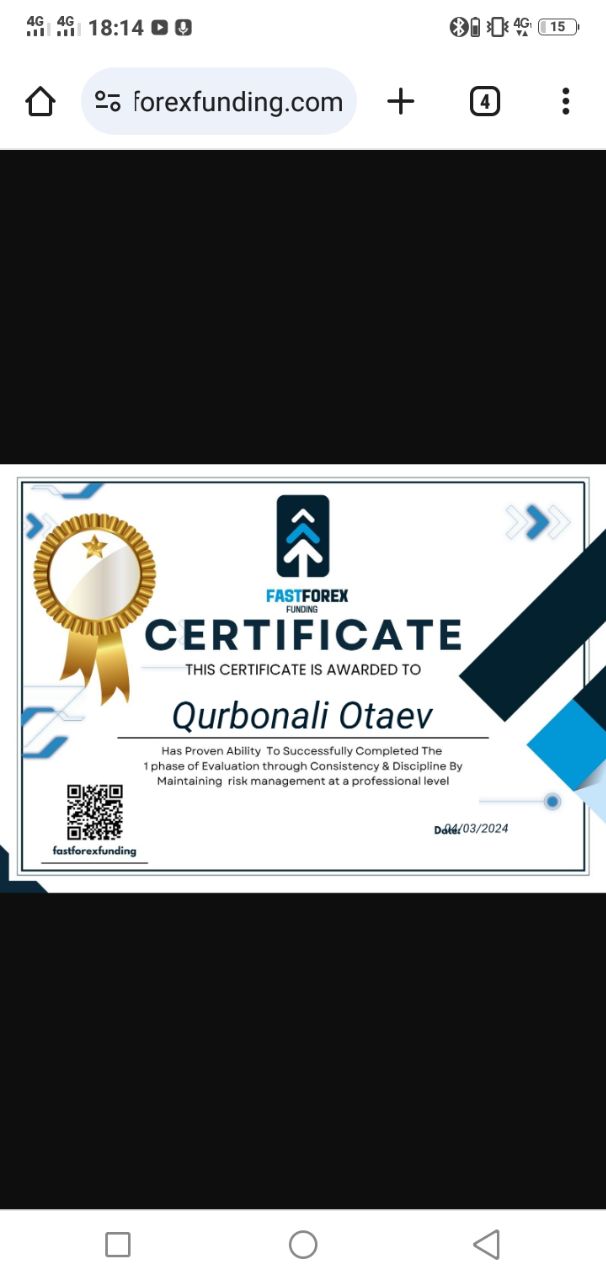 4G 4G 18:14 4G 15
forexfunding.com 4
FASTFOREX
FUNDING
CERTIFICATE
THIS CERTIFICATE IS AWARDED TO
Qurbonali Otaev
Has Proven Ability To Successfully Completed The
1 phase of Evaluation through Consistency & Discipline By
Maintaining risk management at a professional level
Date: 04/03/2024
fastforexfunding